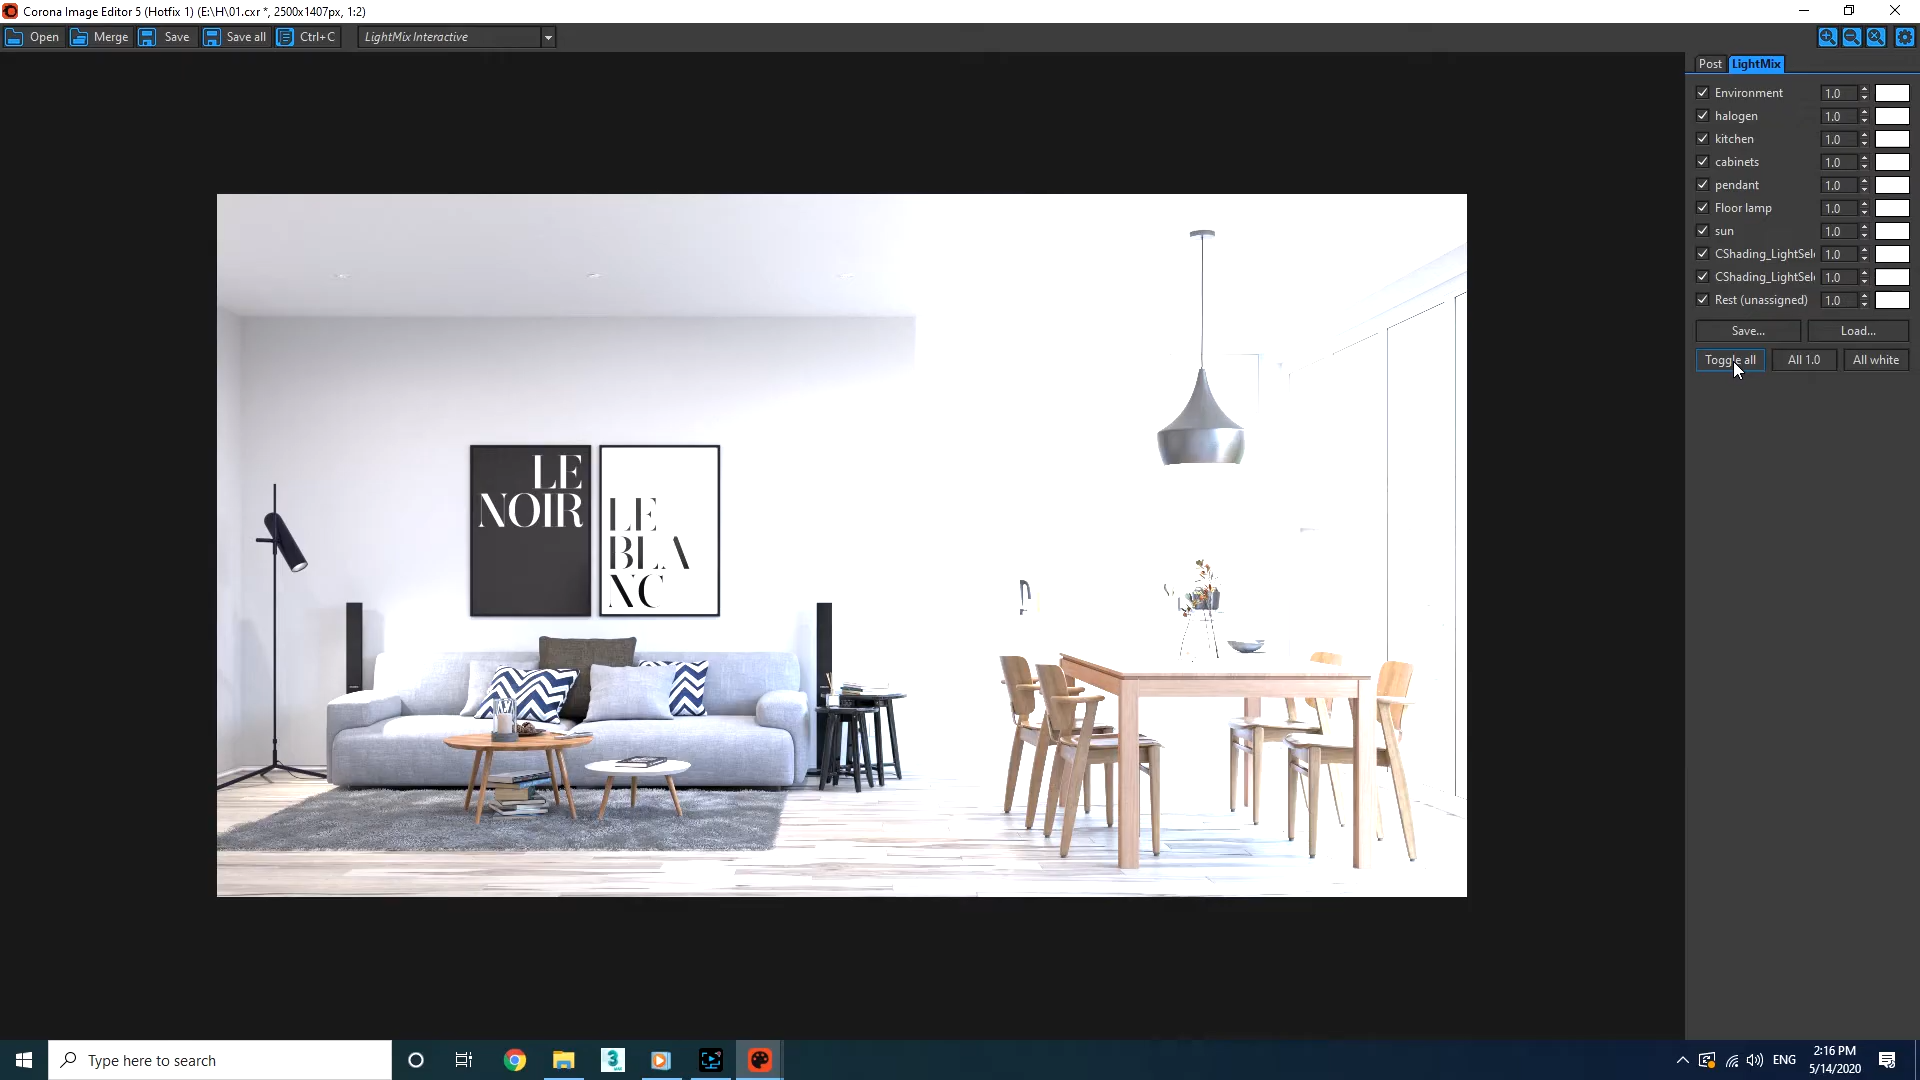 Corona Image Editor 5 (Hotfix 1) (E:\H\01.cxr *, 2500x1407px, 1:2)
Open Merge Save Save all Ctrl+C LightMix Interactive
Post LightMix
Environment 1.0
halogen 1.0
kitchen 1.0
cabinets 1.0
pendant 1.0
Floor lamp 1.0
sun 1.0
CShading_LightSel 1.0
CShading_LightSel 1.0
Rest (unassigned) 1.0
Save... Load...
Toggle all All 1.0 All white
LE
NOIR
LE
BLA
NC
Type here to search
ENG
2:16 PM
5/14/2020